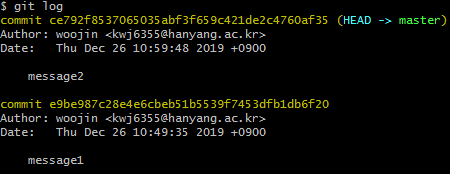 $ git log
commit ce792f8537065035abf3f659c421de2c4760af35 (HEAD -> master)
Author: woojin <kwj6355@hanyang.ac.kr>
Date:   Thu Dec 26 10:59:48 2019 +0900
message2
commit e9be987c28e4e6cbeb51b5539f7453dfb1db6f20
Author: woojin <kwj6355@hanyang.ac.kr>
Date:   Thu Dec 26 10:49:35 2019 +0900
message1